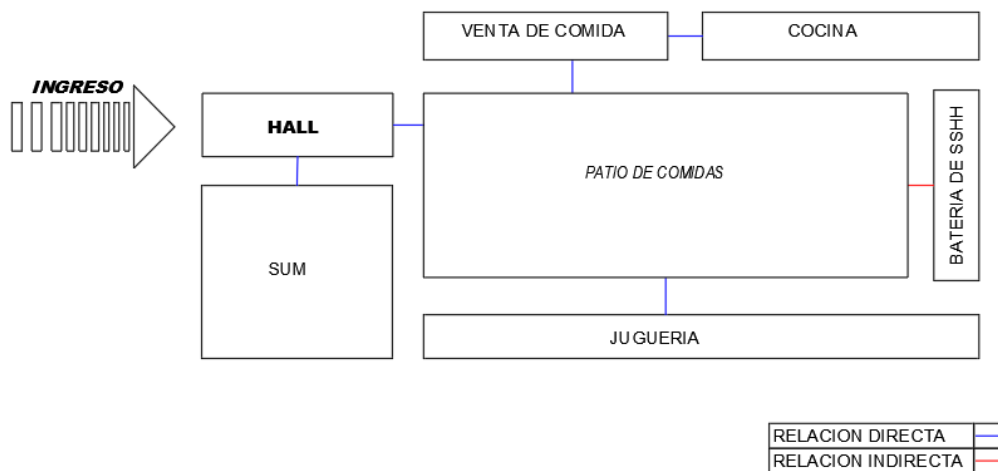 VENTA DE COMIDA
COCINA
INGRESO
HALL
PATIO DE COMIDAS
BATERIA DE SSHH
SUM
JUGUERIA
RELACION DIRECTA
RELACION INDIRECTA